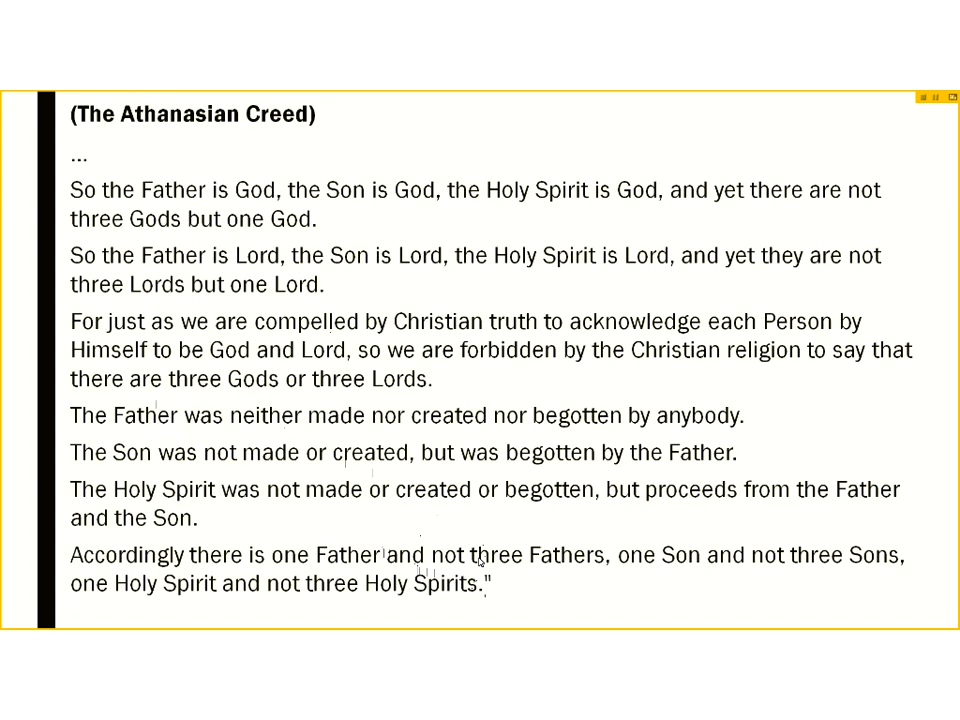 (The Athanasian Creed)
...
So the Father is God, the Son is God, the Holy Spirit is God, and yet there are not
three Gods but one God.
So the Father is Lord, the Son is Lord, the Holy Spirit is Lord, and yet they are not
three Lords but one Lord.
For just as we are compelled by Christian truth to acknowledge each Person by
Himself to be God and Lord, so we are forbidden by the Christian religion to say that
there are three Gods or three Lords.
The Father was neither made nor created nor begotten by anybody.
The Son was not made or created, but was begotten by the Father.
The Holy Spirit was not made or created or begotten, but proceeds from the Father
and the Son.
Accordingly there is one Father and not three Fathers, one Son and not three Sons,
one Holy Spirit and not three Holy Spirits."